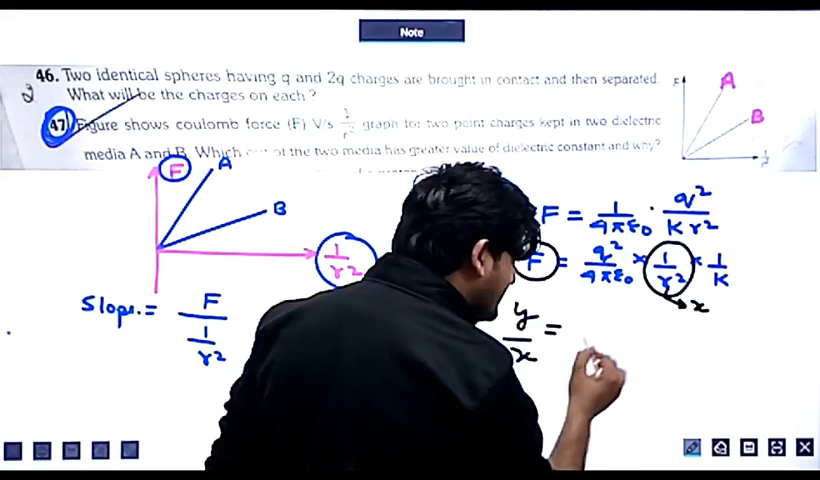 Note
46. Two identical spheres having q and 2q charges are brought in contact and then separated.
What will be the charges on each ?
47. Figure shows coulomb force (F) V/s 1/r² graph for two point charges kept in two dielectric
media A and B. Which out of the two media has greater value of dielectric constant and why?
F
A
B
1/r²
F
A
B
1/r²
Slope = F / (1/r²)
F = 1/4πε₀ · q²/Kr²
F = q²/4πε₀ × 1/r² × 1/K
x
y/x =